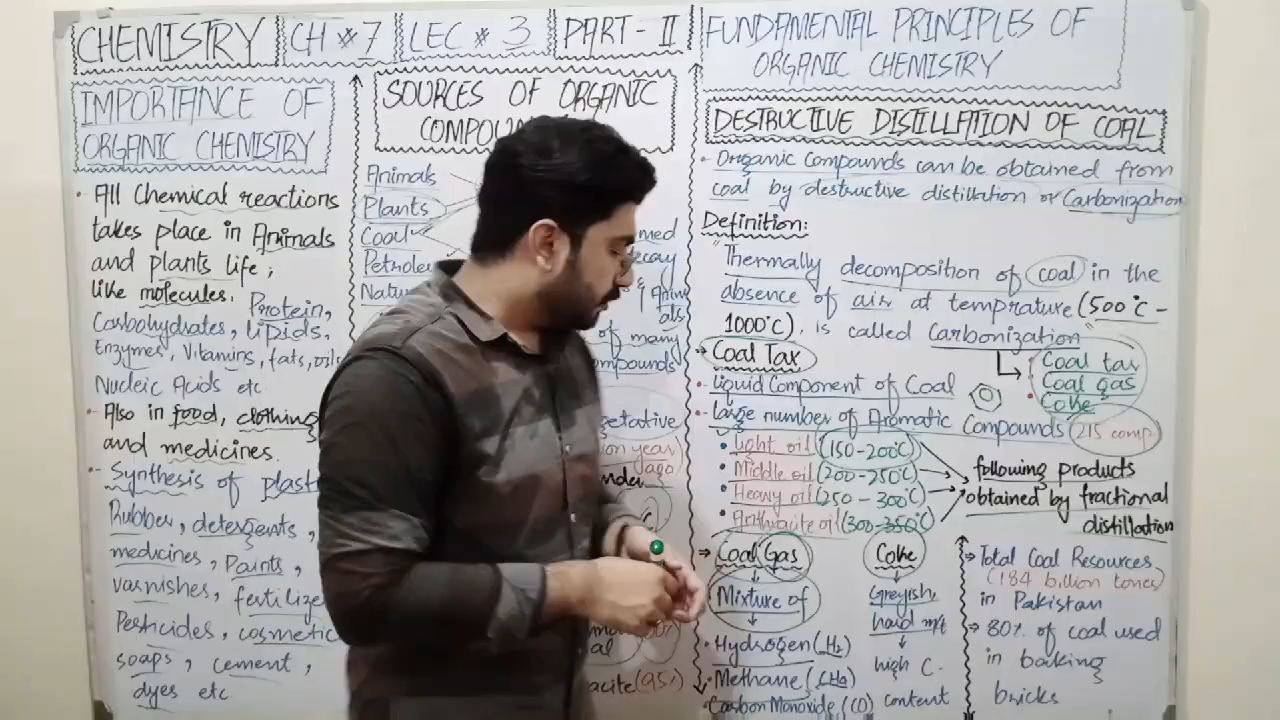 CHEMISTRY
CH # 7
LEC # 3
PART - II
FUNDAMENTAL PRINCIPLES OF
ORGANIC CHEMISTRY
IMPORTANCE OF
ORGANIC CHEMISTRY
• All Chemical reactions
takes place in Animals
and plants life ;
like molecules. Protein,
Carbohydrates, lipids,
Enzymes, Vitamins, fats, oils
Nucleic Acids etc
• Also in food, clothing
and medicines.
• Synthesis of
Rubber, detergents,
medicines, Paints,
varnishes,
Pesticides, cosmetic
soaps, cement,
dyes etc
SOURCES OF ORGANIC
Animals
Plants
Coal
of many
ago)
(95%)
DESTRUCTIVE DISTILLATION OF COAL
• Organic Compounds can be obtained from
coal by destructive distillation or Carbonization
Definition:
"Thermally decomposition of coal in the
absence of air at temprature (500°C -
1000°C). is called Carbonization"
Coal tar
Coal gas
Coke
→ Coal Tax
• liquid Component of Coal
• large number of Aromatic Compounds (215 comp)
• light oil (150-200°C)
• Middle oil (200-250°C)
• Heavy oil (250-300°C)
• Anthracite oil (300-350°C)
following products
obtained by fractional
distillation
→ Coal Gas
Mixture of
• Hydrogen (H2)
• Methane (CH4)
• Carbon Monoxide (CO)
Coke
Greyish,
hard
high C.
content
→ Total Coal Resources
(184 billion tones)
in Pakistan
→ 80% of coal used
in baking
bricks